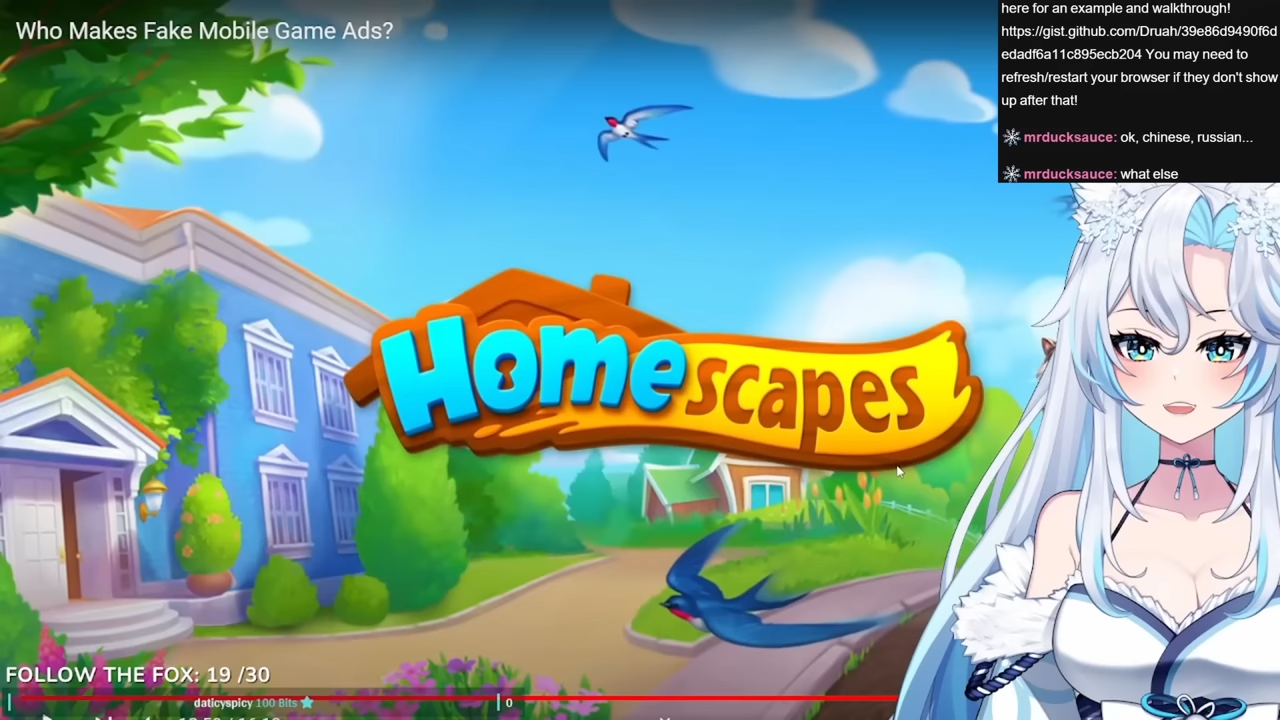 Who Makes Fake Mobile Game Ads?
here for an example and walkthrough!
https://gist.github.com/Druah/39e86d9490f6d
edadf6a11c895ecb204 You may need to
refresh/restart your browser if they don't show
up after that!
mrducksauce: ok, chinese, russian...
mrducksauce: what else
Homescapes
FOLLOW THE FOX: 19 /30
daticyspicy 100 Bits
0